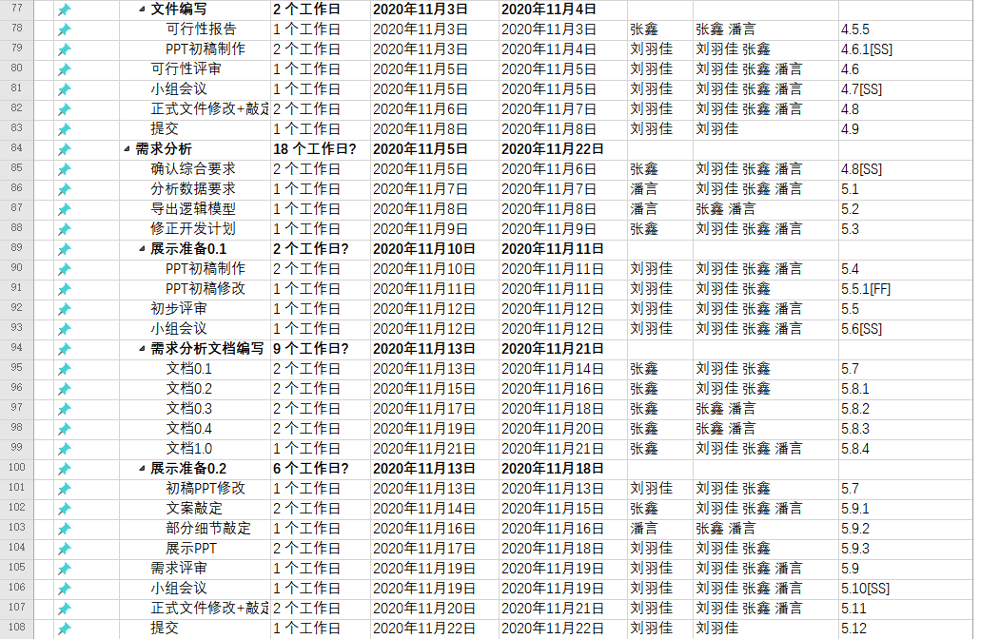 77 文件编写 2 个工作日 2020年11月3日 2020年11月4日
78 可行性报告 1 个工作日 2020年11月3日 2020年11月3日 张鑫 张鑫 潘言 4.5.5
79 PPT初稿制作 2 个工作日 2020年11月3日 2020年11月4日 刘羽佳 刘羽佳 张鑫 4.6.1[SS]
80 可行性评审 1 个工作日 2020年11月5日 2020年11月5日 刘羽佳 刘羽佳 张鑫 潘言 4.6
81 小组会议 1 个工作日 2020年11月5日 2020年11月5日 刘羽佳 刘羽佳 张鑫 潘言 4.7[SS]
82 正式文件修改+敲定 2 个工作日 2020年11月6日 2020年11月7日 刘羽佳 刘羽佳 张鑫 潘言 4.8
83 提交 1 个工作日 2020年11月8日 2020年11月8日 刘羽佳 刘羽佳 4.9
84 需求分析 18 个工作日? 2020年11月5日 2020年11月22日
85 确认综合要求 2 个工作日 2020年11月5日 2020年11月6日 张鑫 刘羽佳 张鑫 潘言 4.8[SS]
86 分析数据要求 1 个工作日 2020年11月7日 2020年11月7日 潘言 刘羽佳 张鑫 潘言 5.1
87 导出逻辑模型 1 个工作日 2020年11月8日 2020年11月8日 潘言 张鑫 潘言 5.2
88 修正开发计划 1 个工作日 2020年11月9日 2020年11月9日 张鑫 刘羽佳 张鑫 潘言 5.3
89 展示准备0.1 2 个工作日? 2020年11月10日 2020年11月11日
90 PPT初稿制作 2 个工作日 2020年11月10日 2020年11月11日 刘羽佳 刘羽佳 张鑫 潘言 5.4
91 PPT初稿修改 1 个工作日 2020年11月11日 2020年11月11日 刘羽佳 刘羽佳 张鑫 5.5.1[FF]
92 初步评审 1 个工作日 2020年11月12日 2020年11月12日 刘羽佳 刘羽佳 张鑫 潘言 5.5
93 小组会议 1 个工作日 2020年11月12日 2020年11月12日 刘羽佳 刘羽佳 张鑫 潘言 5.6[SS]
94 需求分析文档编写 9 个工作日? 2020年11月13日 2020年11月21日
95 文档0.1 2 个工作日 2020年11月13日 2020年11月14日 张鑫 刘羽佳 张鑫 5.7
96 文档0.2 2 个工作日 2020年11月15日 2020年11月16日 张鑫 刘羽佳 张鑫 5.8.1
97 文档0.3 2 个工作日 2020年11月17日 2020年11月18日 张鑫 张鑫 潘言 5.8.2
98 文档0.4 2 个工作日 2020年11月19日 2020年11月20日 张鑫 张鑫 潘言 5.8.3
99 文档1.0 1 个工作日 2020年11月21日 2020年11月21日 张鑫 刘羽佳 张鑫 潘言 5.8.4
100 展示准备0.2 6 个工作日? 2020年11月13日 2020年11月18日
101 初稿PPT修改 1 个工作日 2020年11月13日 2020年11月13日 刘羽佳 刘羽佳 张鑫 5.7
102 文案敲定 2 个工作日 2020年11月14日 2020年11月15日 张鑫 刘羽佳 张鑫 潘言 5.9.1
103 部分细节敲定 1 个工作日 2020年11月16日 2020年11月16日 潘言 张鑫 潘言 5.9.2
104 展示PPT 2 个工作日 2020年11月17日 2020年11月18日 刘羽佳 刘羽佳 张鑫 5.9.3
105 需求评审 1 个工作日 2020年11月19日 2020年11月19日 刘羽佳 刘羽佳 张鑫 潘言 5.9
106 小组会议 1 个工作日 2020年11月19日 2020年11月19日 刘羽佳 刘羽佳 张鑫 潘言 5.10[SS]
107 正式文件修改+敲定 2 个工作日 2020年11月20日 2020年11月21日 刘羽佳 刘羽佳 张鑫 潘言 5.11
108 提交 1 个工作日 2020年11月22日 2020年11月22日 刘羽佳 刘羽佳 5.12